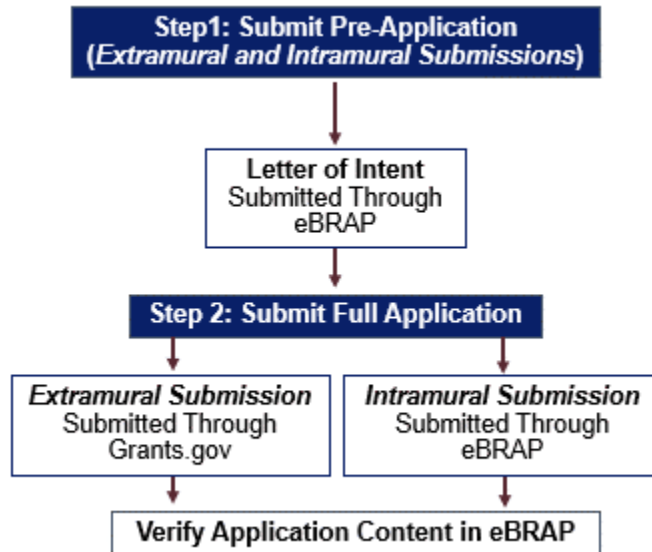 Step1: Submit Pre-Application
(Extramural and Intramural Submissions)
Letter of Intent
Submitted Through
eBRAP
Step 2: Submit Full Application
Extramural Submission
Submitted Through
Grants.gov
Intramural Submission
Submitted Through
eBRAP
Verify Application Content in eBRAP